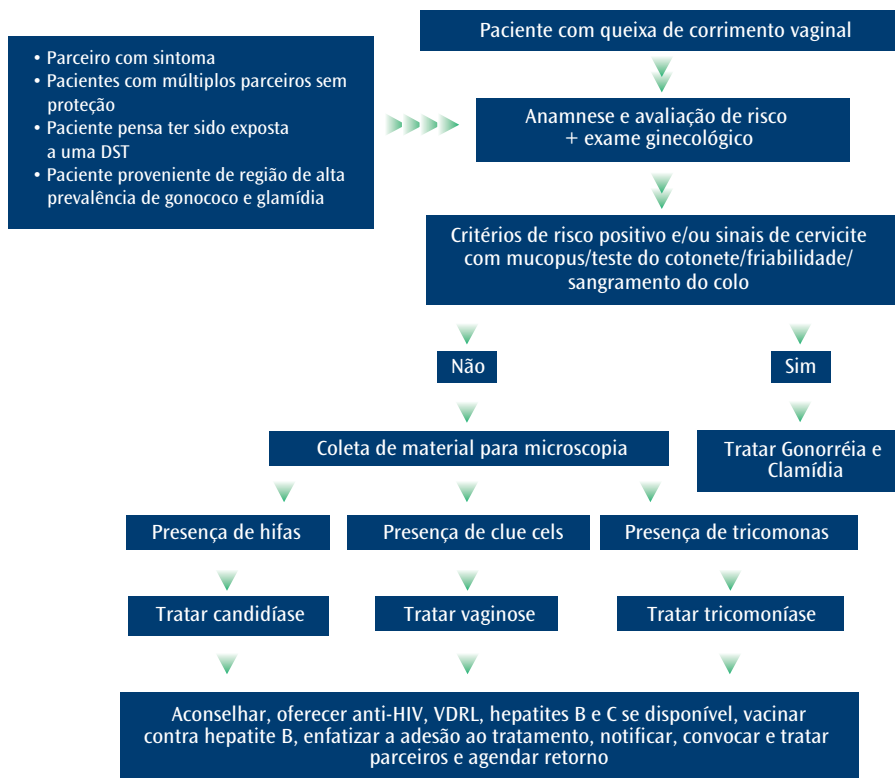 Paciente com queixa de corrimento vaginal
• Parceiro com sintoma
• Pacientes com múltiplos parceiros sem
proteção
• Paciente pensa ter sido exposta
a uma DST
• Paciente proveniente de região de alta
prevalência de gonococo e glamídia
Anamnese e avaliação de risco
+ exame ginecológico
Critérios de risco positivo e/ou sinais de cervicite
com mucopus/teste do cotonete/friabilidade/
sangramento do colo
Não
Sim
Coleta de material para microscopia
Tratar Gonorréia e
Clamídia
Presença de hifas
Presença de clue cels
Presença de tricomonas
Tratar candidíase
Tratar vaginose
Tratar tricomoníase
Aconselhar, oferecer anti-HIV, VDRL, hepatites B e C se disponível, vacinar
contra hepatite B, enfatizar a adesão ao tratamento, notificar, convocar e tratar
parceiros e agendar retorno